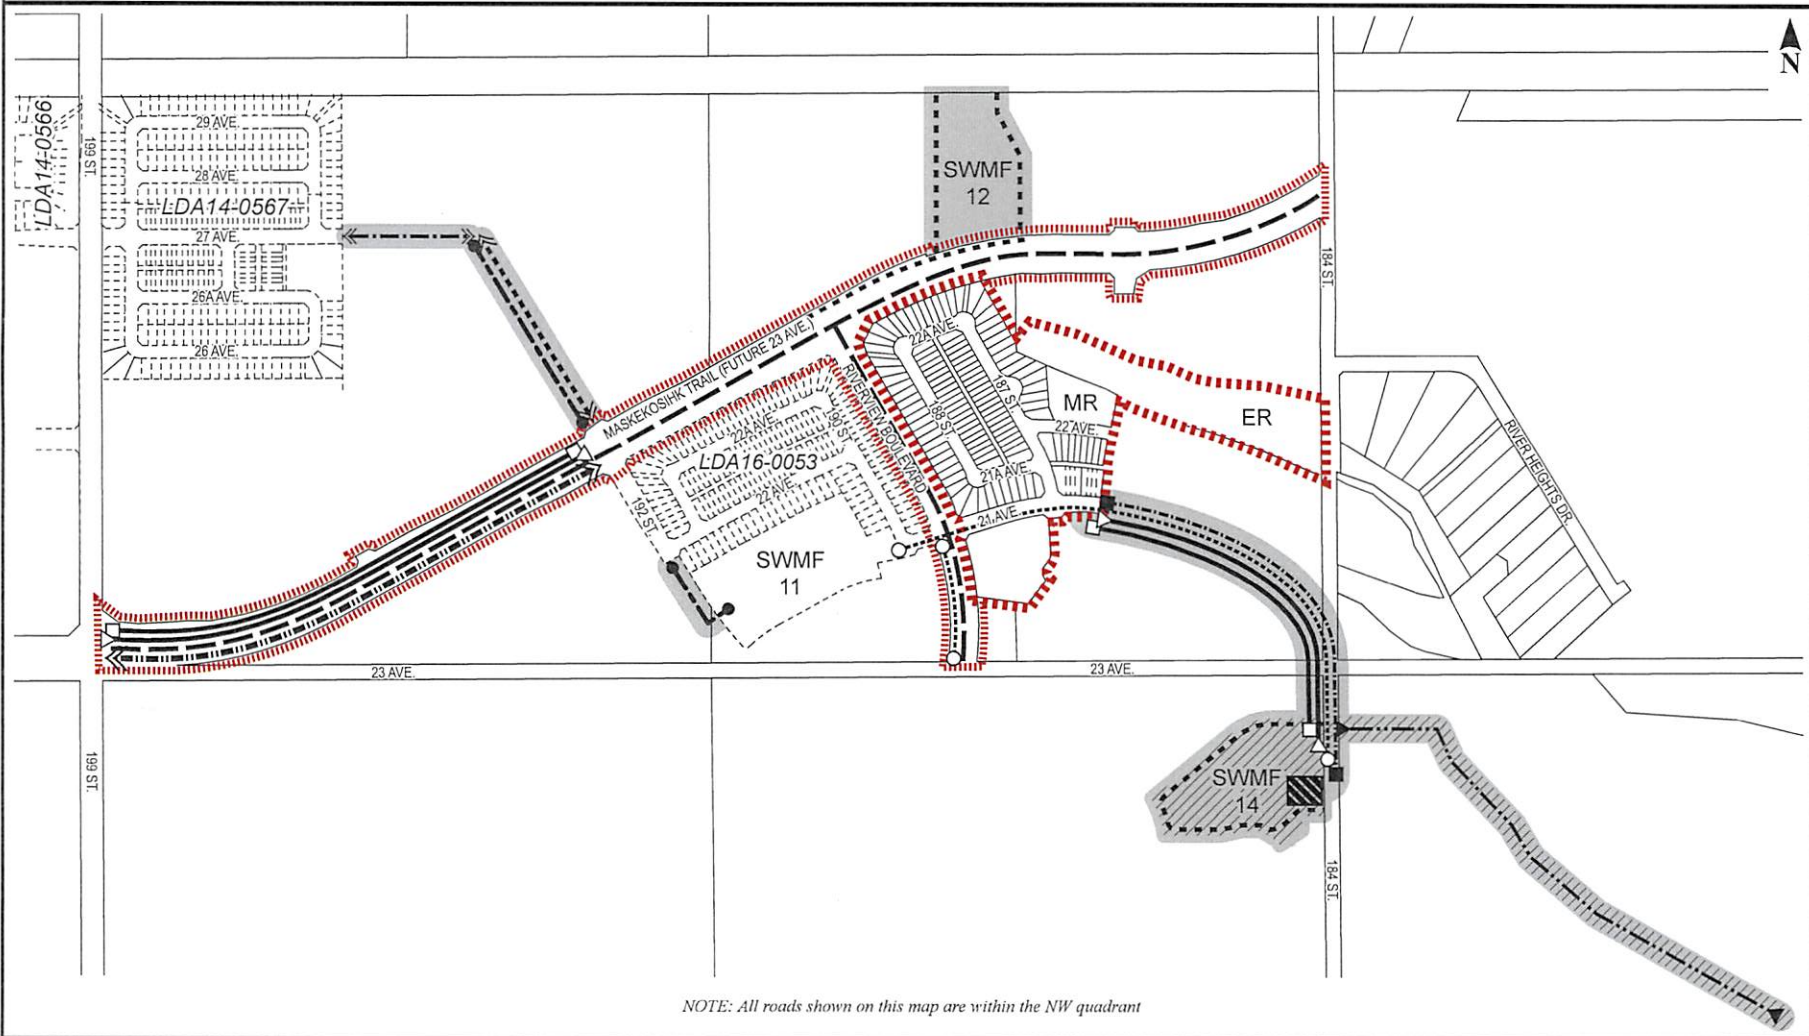 N
LDA14-0566
199 ST.
29 AVE.
28 AVE.
LDA14-0567
27 AVE.
26A AVE.
26 AVE.
SWMF
12
184 ST.
MASKEKOSIHK TRAIL (FUTURE 23 AVE.)
RIVERVIEW BOULEVARD
22A AVE.
187 ST.
188 S.
MR
ER
22 AVE.
21A AVE.
21 AVE.
22A AVE.
190 ST
LDA16-0053
22 AVE.
192 ST.
SWMF
11
RIVER HEIGHTS DR.
23 AVE.
23 AVE.
199 ST.
SWMF
14
184 ST.
NOTE: All roads shown on this map are within the NW quadrant